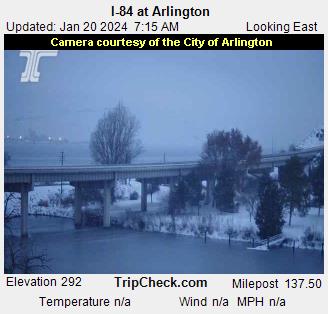 I-84 at Arlington
Updated: Jan 20 2024 7:15 AM Looking East
Camera courtesy of the City of Arlington
Elevation 292 TripCheck.com Milepost 137.50
Temperature n/a Wind n/a MPH n/a